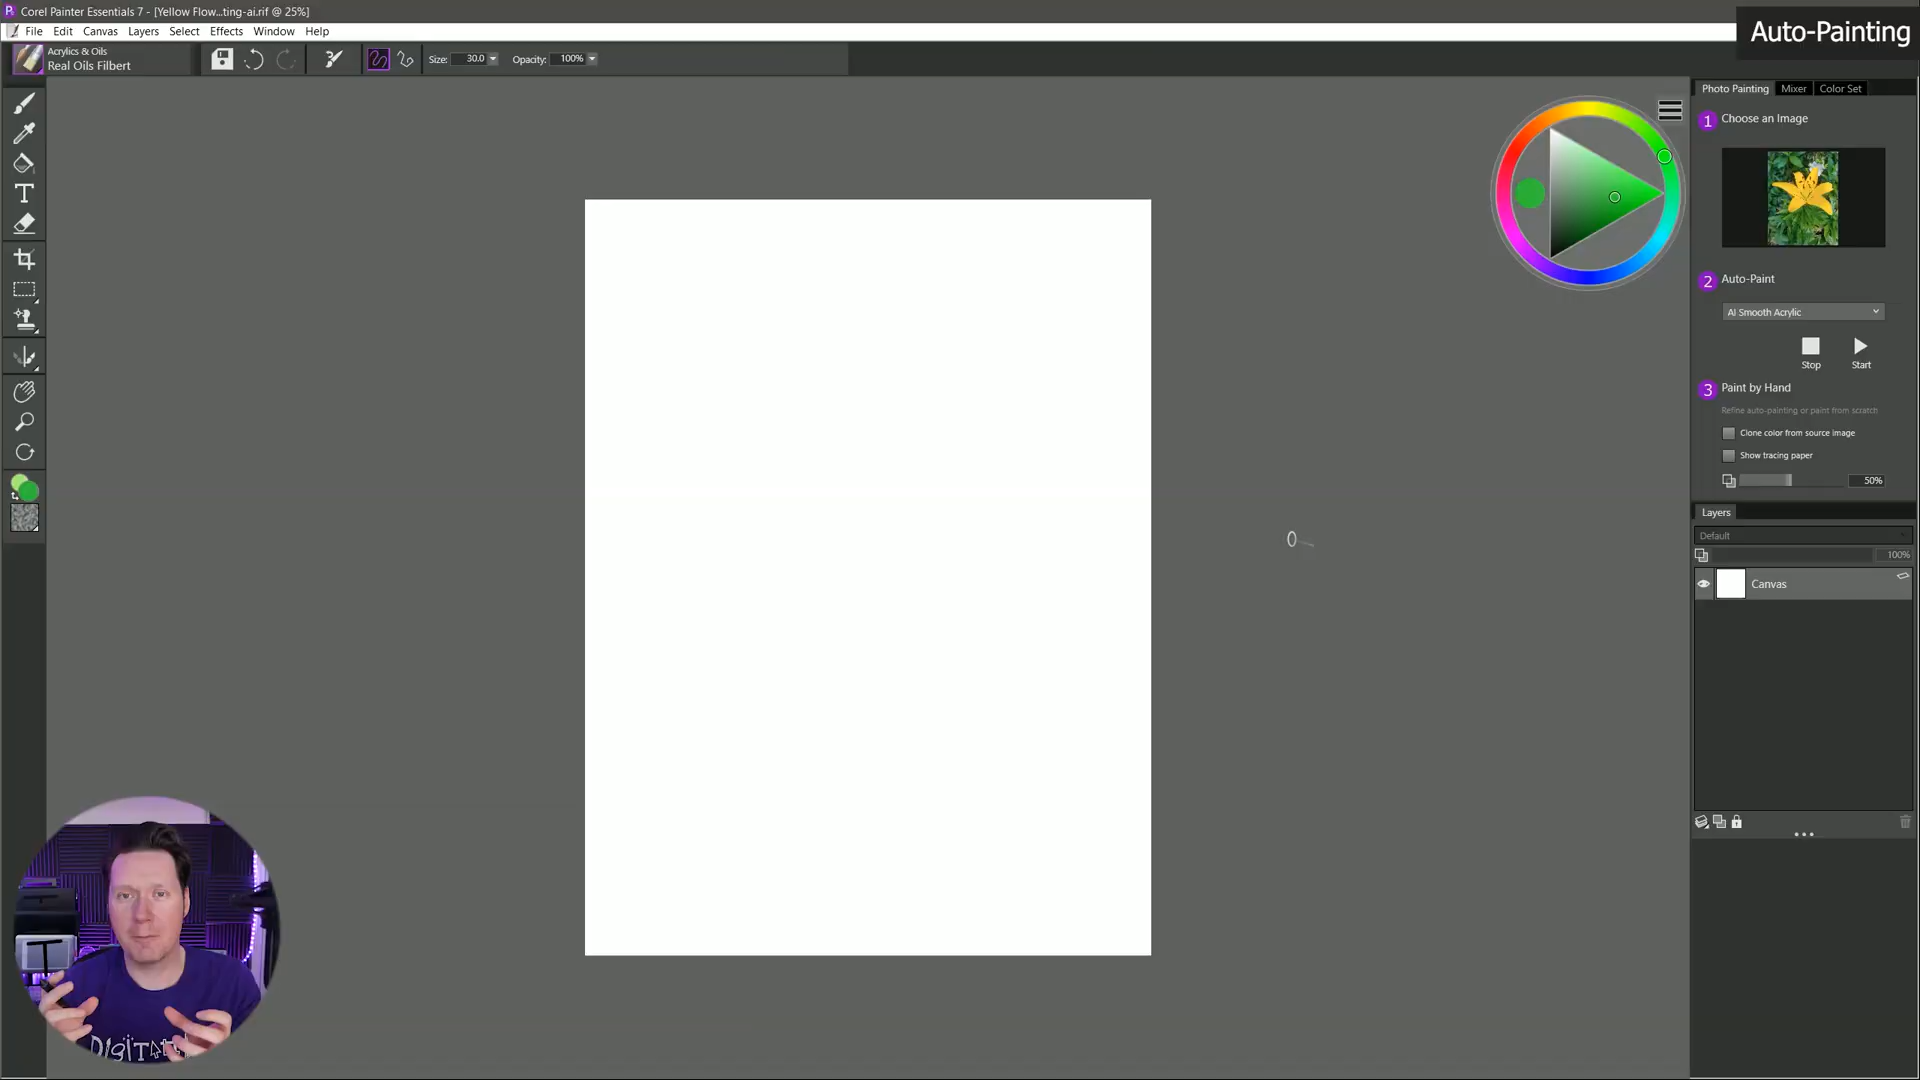 Corel Painter Essentials 7 - [Yellow Flow...ting-ai.rif @ 25%]
Auto-Painting
File Edit Canvas Layers Select Effects Window Help
Acrylics & Oils
Real Oils Filbert
Size: 30.0 Opacity: 100%
Photo Painting Mixer Color Set
1 Choose an Image
2 Auto-Paint
AI Smooth Acrylic
Stop Start
3 Paint by Hand
Refine auto-painting or paint from scratch
Clone color from source image
Show tracing paper
50%
Layers
Default
100%
Canvas